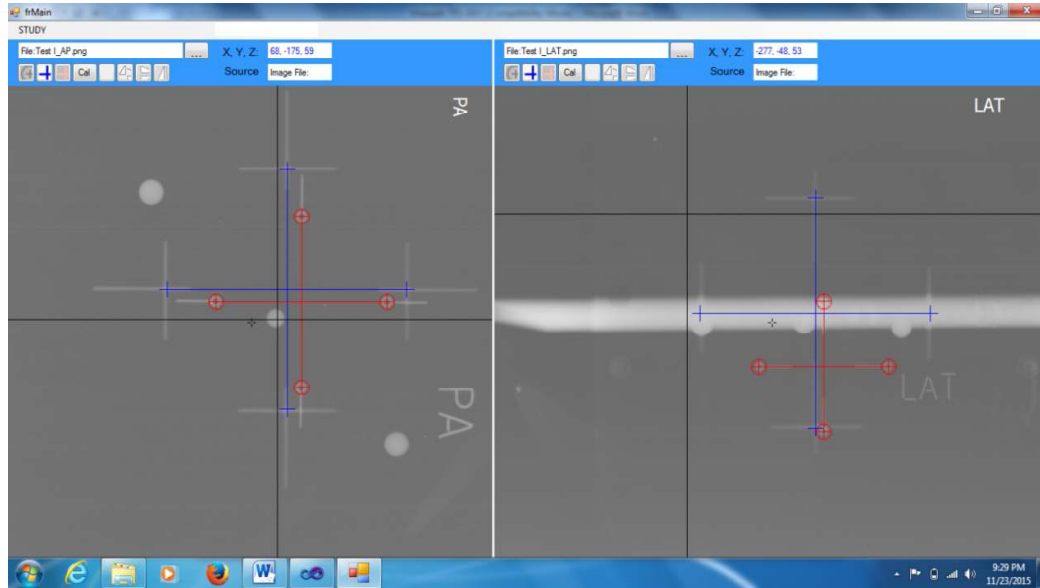 frMain
STUDY
File:Test I_AP.png
...
X, Y, Z:
68, -175, 59
Cal
Source
Image File:
File:Test I_LAT.png
...
X, Y, Z:
-277, -48, 53
Cal
Source
Image File:
PA
LAT
PA
LAT
9:29 PM
11/23/2015